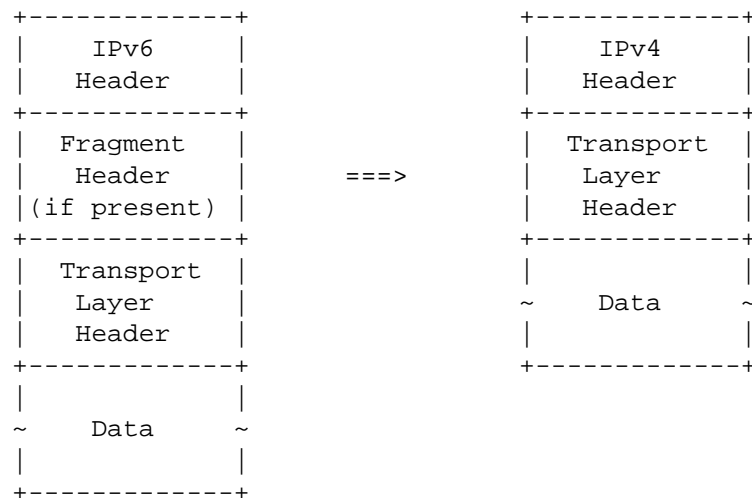 IPv6
Header
Fragment
Header
(if present)
Transport
Layer
Header
Data
===>
IPv4
Header
Transport
Layer
Header
Data